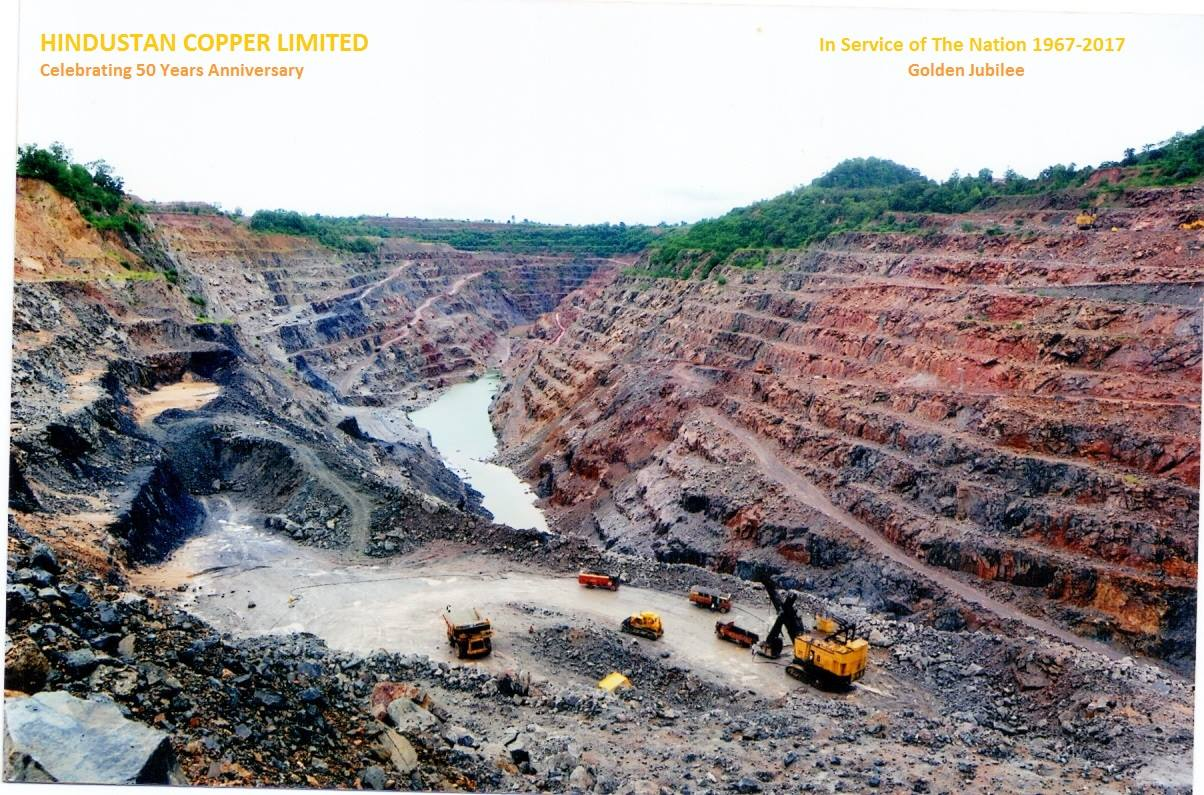 HINDUSTAN COPPER LIMITED
Celebrating 50 Years Anniversary
In Service of The Nation 1967-2017
Golden Jubilee